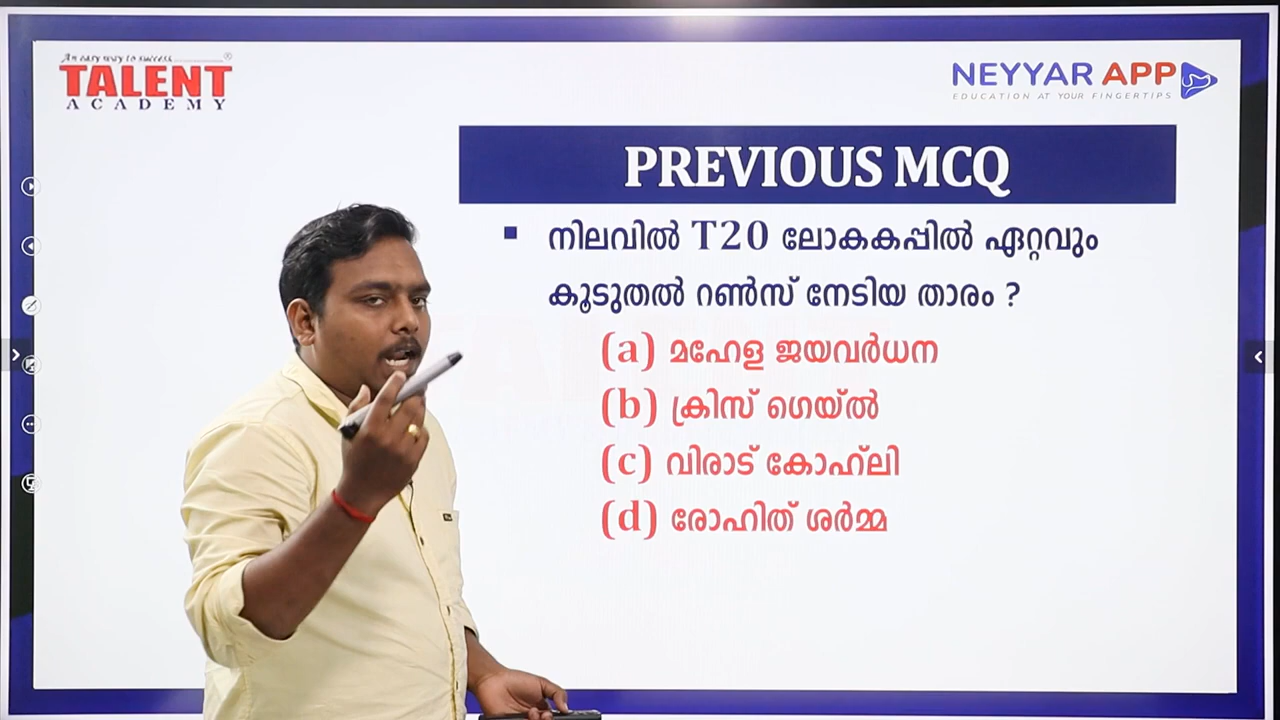 An easy way to success
TALENT
ACADEMY
NEYYAR APP
EDUCATION AT YOUR FINGERTIPS
PREVIOUS MCQ
നിലവിൽ T20 ലോകകപ്പിൽ ഏറ്റവും
കൂടുതൽ റൺസ് നേടിയ താരം ?
(a) മഹേള ജയവർധന
(b) ക്രിസ് ഗെയ്ൽ
(c) വിരാട് കോഹ്ലി
(d) രോഹിത് ശർമ്മ